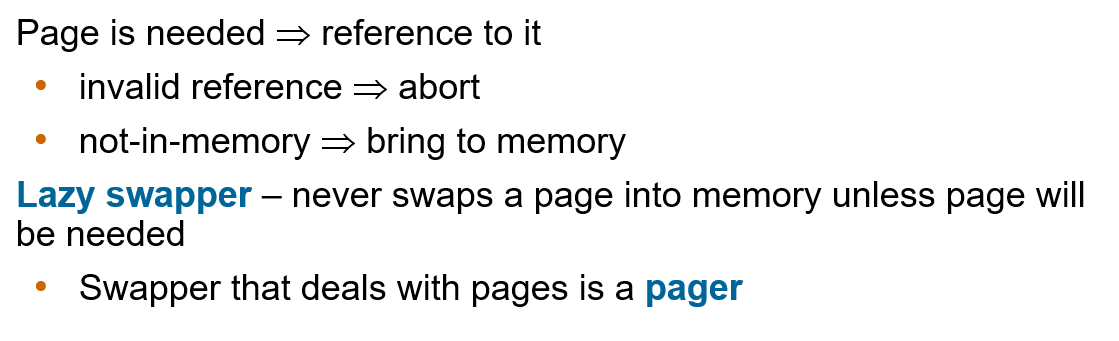 Page is needed ⇒ reference to it
• invalid reference ⇒ abort
• not-in-memory ⇒ bring to memory
Lazy swapper – never swaps a page into memory unless page will
be needed
• Swapper that deals with pages is a pager